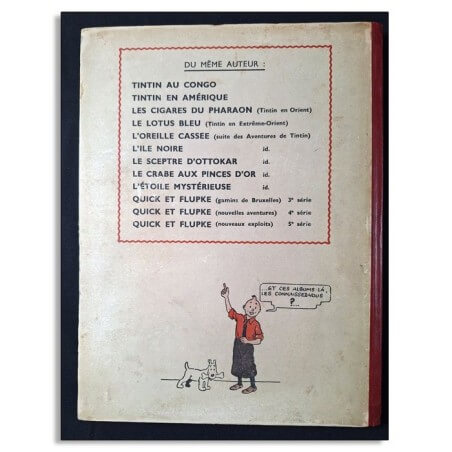 DU MÊME AUTEUR :
TINTIN AU CONGO
TINTIN EN AMÉRIQUE
LES CIGARES DU PHARAON (Tintin en Orient)
LE LOTUS BLEU (Tintin en Extrême-Orient)
L'OREILLE CASSÉE (suite des Aventures de Tintin)
L'ILE NOIRE id.
LE SCEPTRE D'OTTOKAR id.
LE CRABE AUX PINCES D'OR id.
L'ÉTOILE MYSTÉRIEUSE id.
QUICK ET FLUPKE (gamins de Bruxelles) 3e série
QUICK ET FLUPKE (nouvelles aventures) 4e série
QUICK ET FLUPKE (nouveaux exploits) 5e série
...ET CES ALBUMS-LÀ,
LES CONNAISSEZ-VOUS
?...